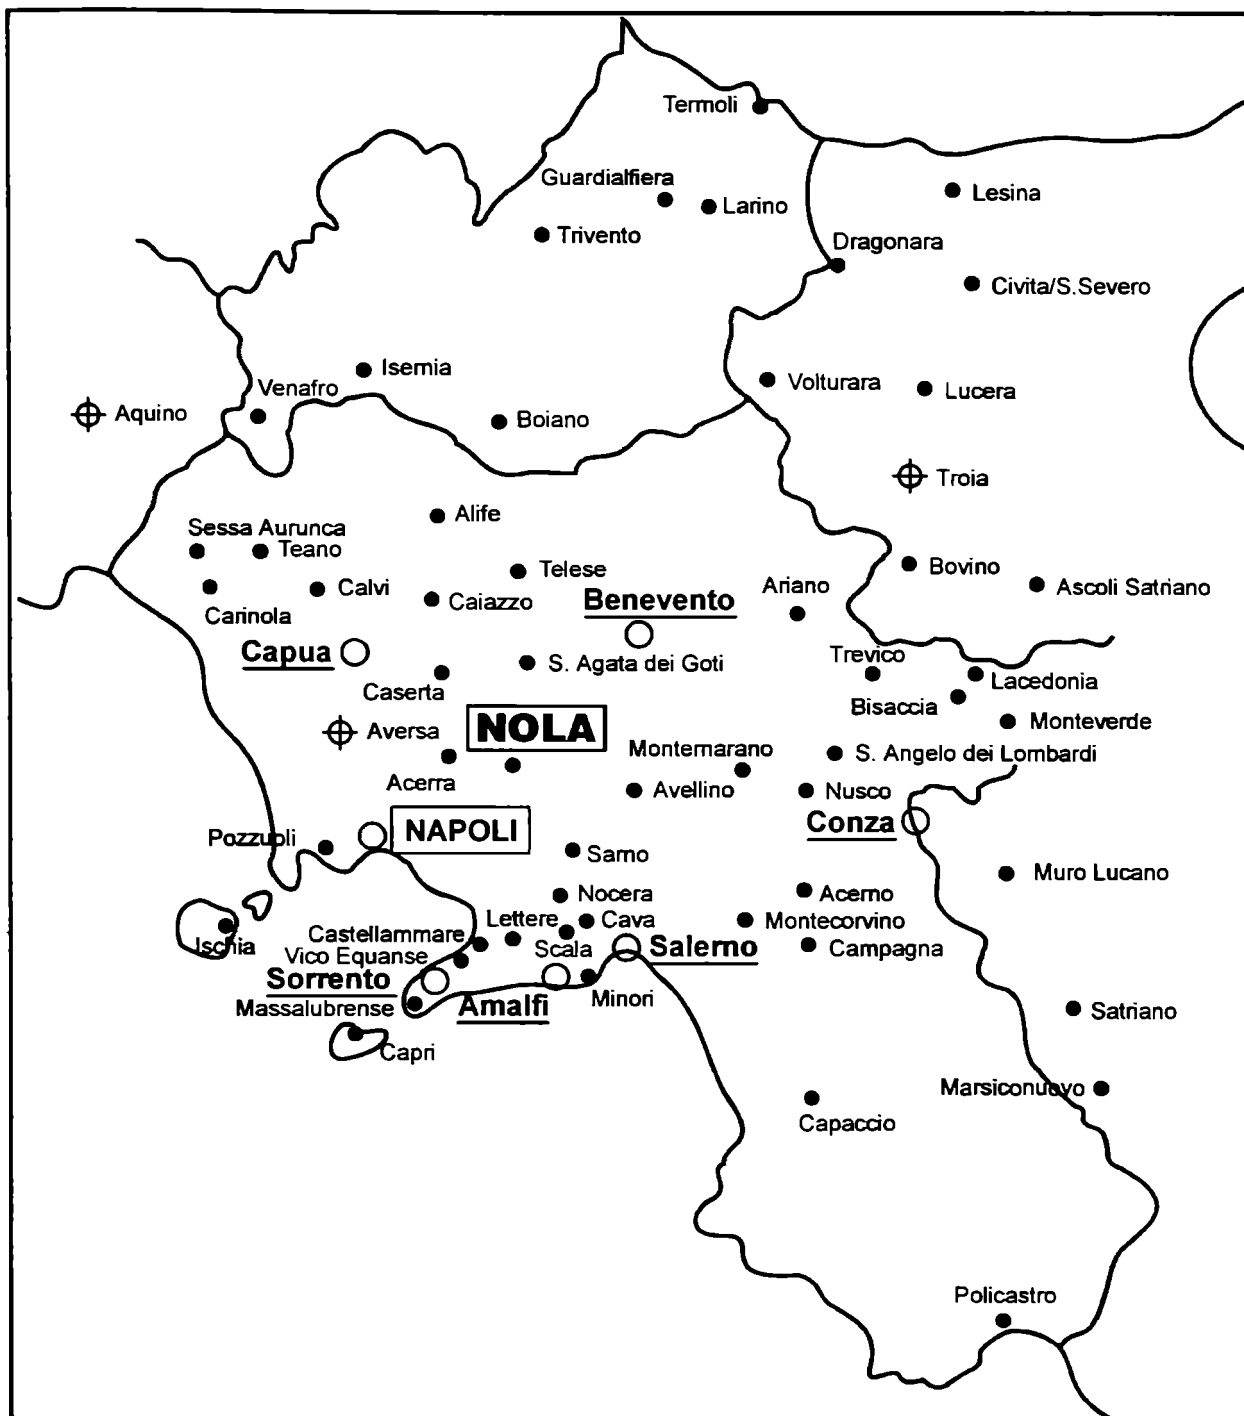 Termoli
Guardialfiera
Larino
Lesina
Trivento
Dragonara
Civita/S.Severo
Isernia
Venafro
Volturara
Lucera
Aquino
Boiano
Troia
Alife
Sessa Aurunca
Teano
Telese
Bovino
Calvi
Ariano
Ascoli Satriano
Carinola
Caiazzo
Benevento
Capua
S. Agata dei Goti
Trevico
Lacedonia
Caserta
Bisaccia
Monteverde
Aversa
NOLA
Montemarano
S. Angelo dei Lombardi
Acerra
Avellino
Nusco
Conza
Pozzuoli
NAPOLI
Sarno
Muro Lucano
Nocera
Acerno
Lettere
Cava
Montecorvino
Castellammare
Ischia
Scala
Salerno
Campagna
Vico Equanse
Sorrento
Minori
Massalubrense
Amalfi
Satriano
Capri
Marsiconuovo
Capaccio
Policastro